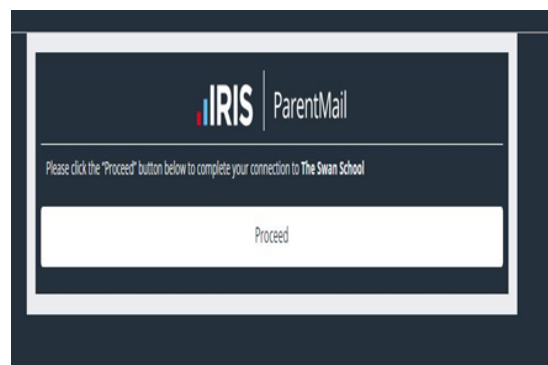 IRIS ParentMail
Please click the "Proceed" button below to complete your connection to The Swan School
Proceed